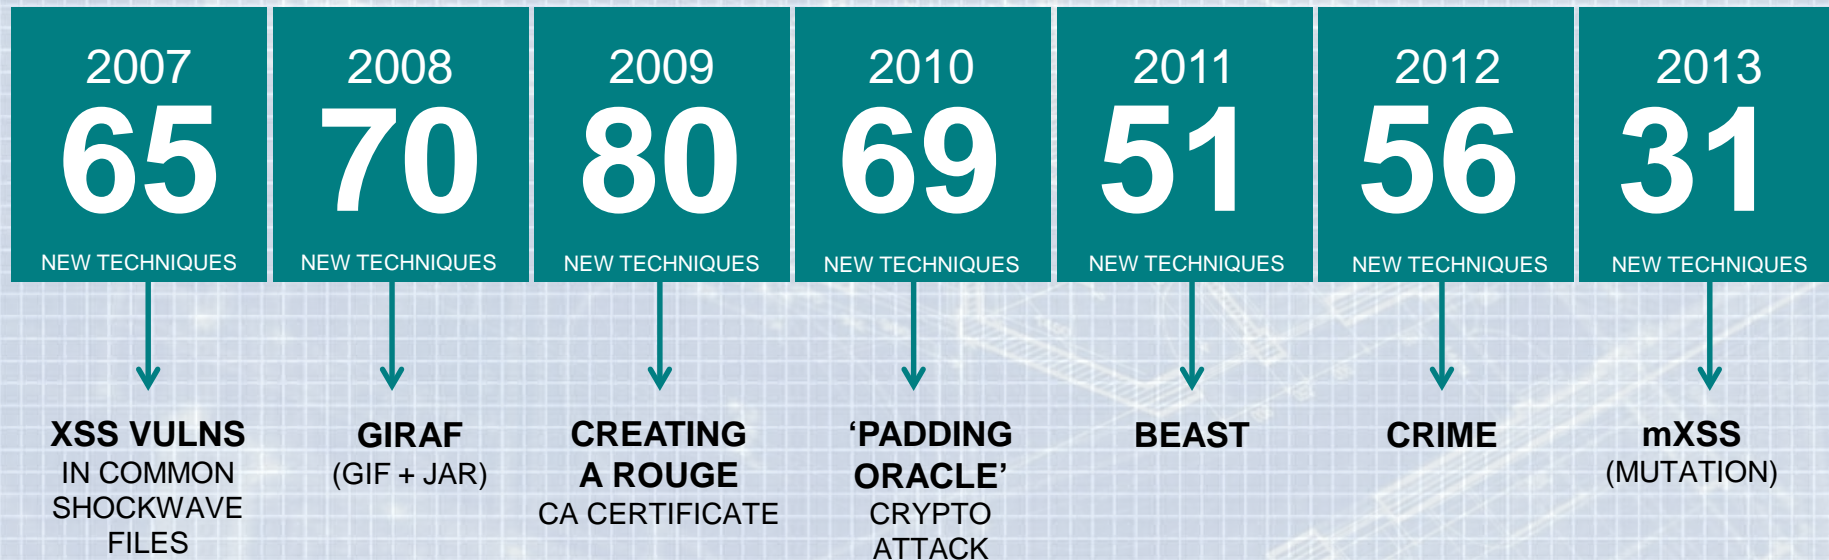 2007
65
NEW TECHNIQUES
XSS VULNS
IN COMMON
SHOCKWAVE
FILES
2008
70
NEW TECHNIQUES
GIRAF
(GIF + JAR)
2009
80
NEW TECHNIQUES
CREATING
A ROUGE
CA CERTIFICATE
2010
69
NEW TECHNIQUES
‘PADDING
ORACLE’
CRYPTO
ATTACK
2011
51
NEW TECHNIQUES
BEAST
2012
56
NEW TECHNIQUES
CRIME
2013
31
NEW TECHNIQUES
mXSS
(MUTATION)